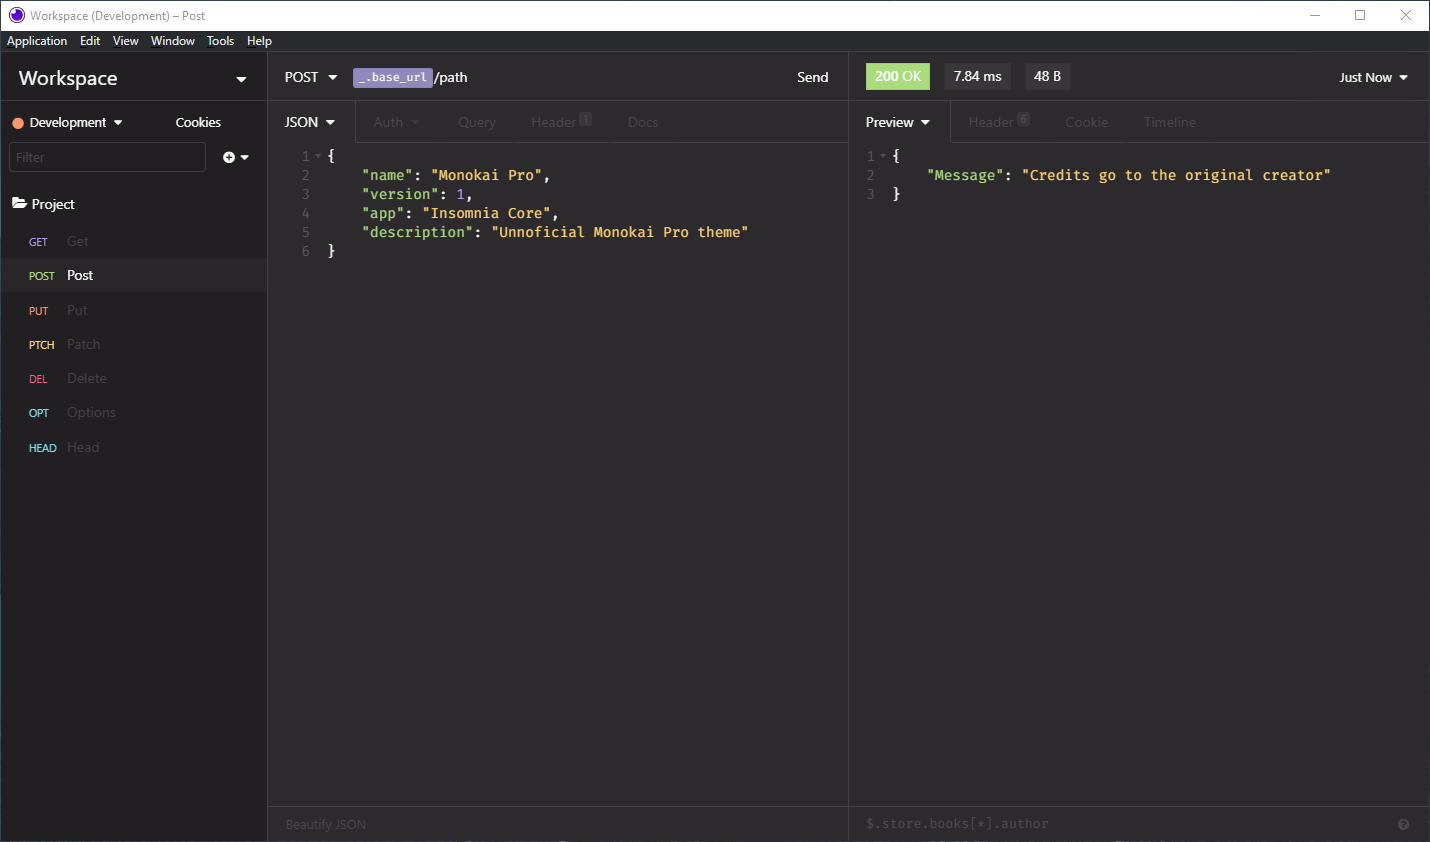 Workspace (Development) – Post
Application Edit View Window Tools Help
Workspace
Development Cookies
Filter
Project
GET Get
POST Post
PUT Put
PTCH Patch
DEL Delete
OPT Options
HEAD Head
POST _.base_url/path Send
JSON Auth Query Header 1 Docs
1 {
2 "name": "Monokai Pro",
3 "version": 1,
4 "app": "Insomnia Core",
5 "description": "Unnoficial Monokai Pro theme"
6 }
Beautify JSON
200 OK 7.84 ms 48 B Just Now
Preview Header 6 Cookie Timeline
1 {
2 "Message": "Credits go to the original creator"
3 }
$.store.books[*].author